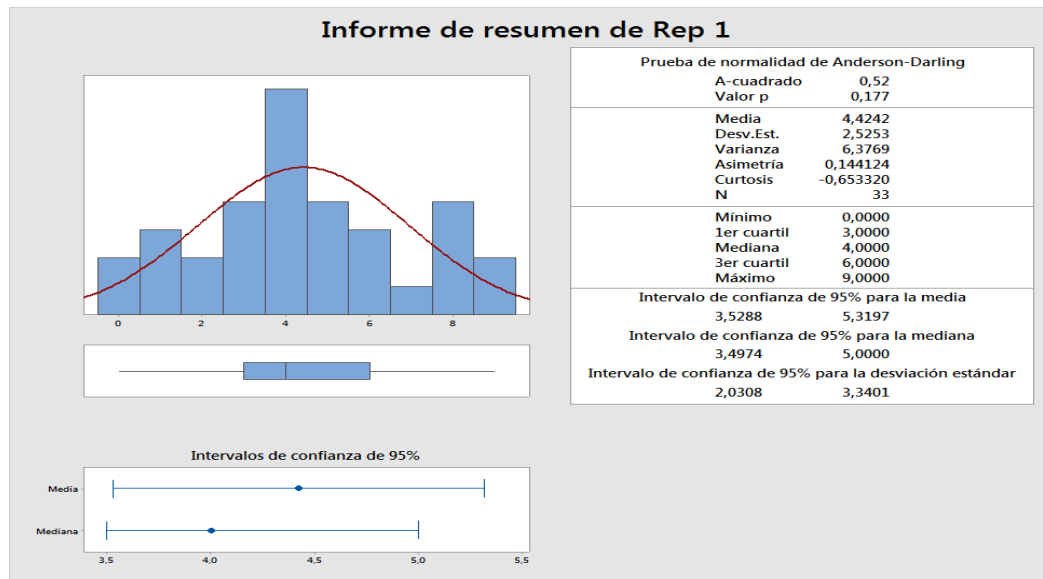 Informe de resumen de Rep 1
Prueba de normalidad de Anderson-Darling
A-cuadrado 0,52
Valor p 0,177
Media 4,4242
Desv.Est. 2,5253
Varianza 6,3769
Asimetría 0,144124
Curtosis -0,653320
N 33
Mínimo 0,0000
1er cuartil 3,0000
Mediana 4,0000
3er cuartil 6,0000
Máximo 9,0000
Intervalo de confianza de 95% para la media
3,5288 5,3197
Intervalo de confianza de 95% para la mediana
3,4974 5,0000
Intervalo de confianza de 95% para la desviación estándar
2,0308 3,3401
0 2 4 6 8
Intervalos de confianza de 95%
Media
Mediana
3,5 4,0 4,5 5,0 5,5